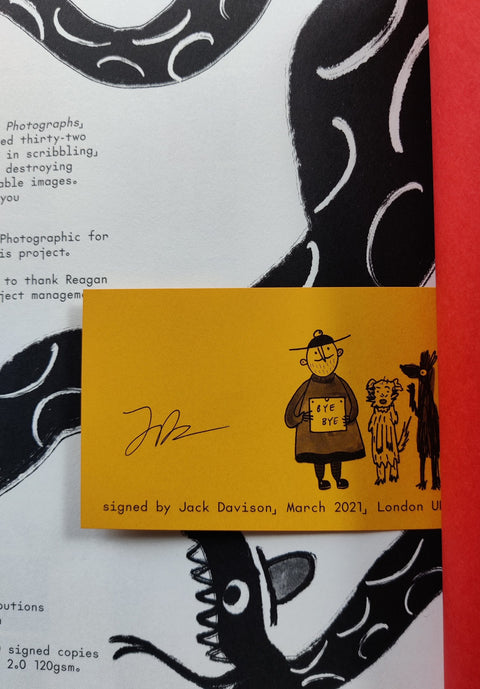 Photographs,
ed thirty-two
in scribbling,
destroying
able images.
you
Photographic for
is project.
to thank Reagan
ject managem
BYE
BYE
signed by Jack Davison, March 2021, London U
butions
signed copies
2.0 120gsm.